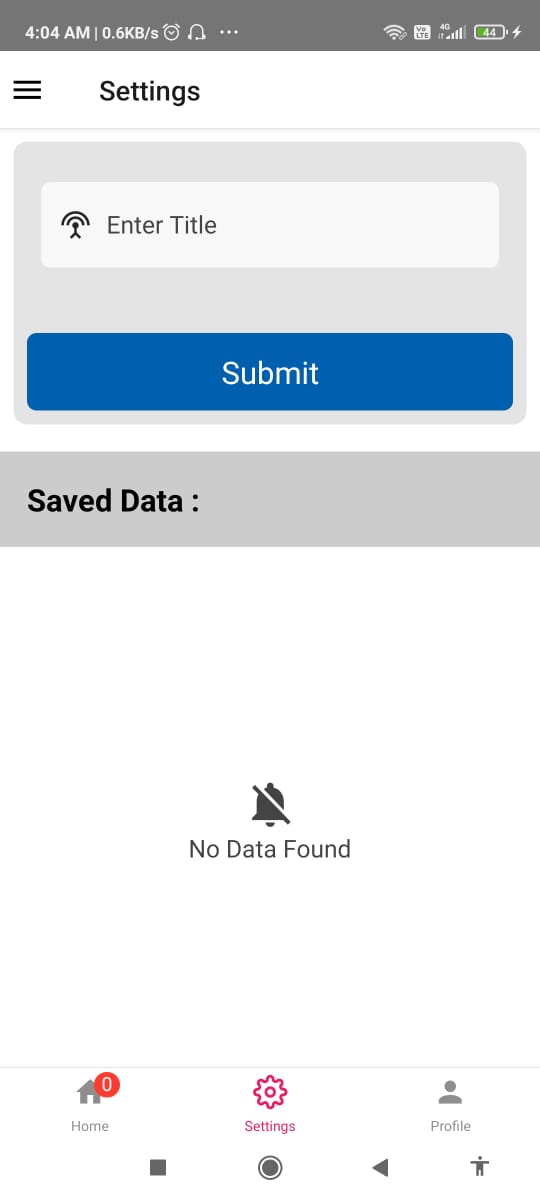 4:04 AM | 0.6KB/s ...
Vo LTE 4G 44
Settings
Enter Title
Submit
Saved Data :
No Data Found
0
Home
Settings
Profile